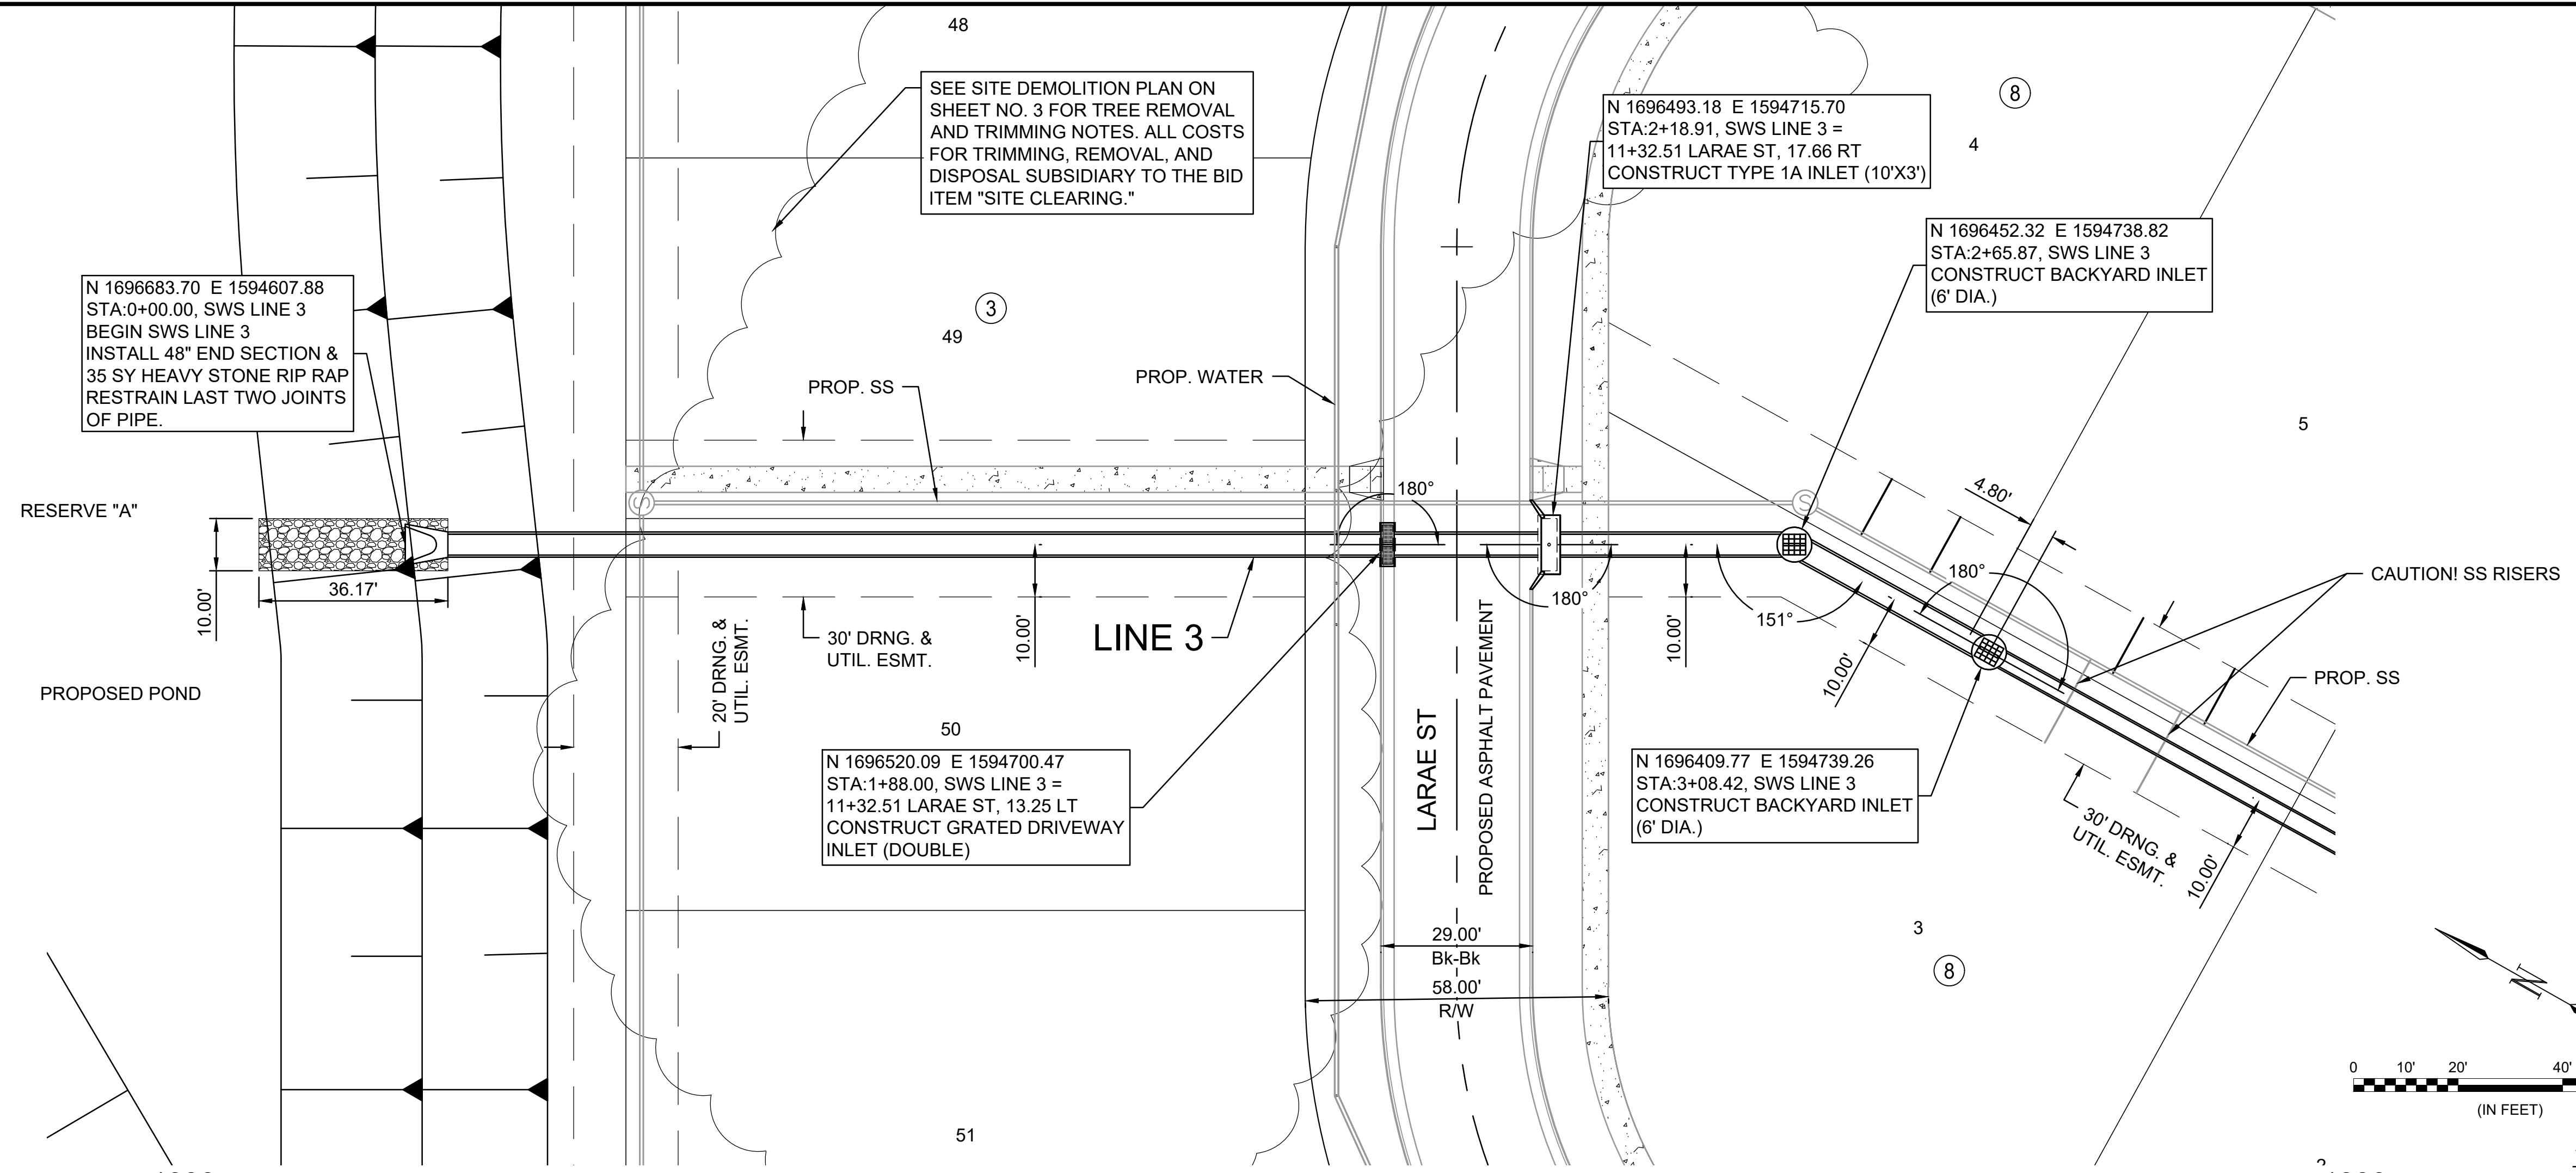 48
SEE SITE DEMOLITION PLAN ON
SHEET NO. 3 FOR TREE REMOVAL
AND TRIMMING NOTES. ALL COSTS
FOR TRIMMING, REMOVAL, AND
DISPOSAL SUBSIDIARY TO THE BID
ITEM "SITE CLEARING."
N 1696493.18 E 1594715.70
STA:2+18.91, SWS LINE 3 =
11+32.51 LARAE ST, 17.66 RT
CONSTRUCT TYPE 1A INLET (10'X3')
8
4
N 1696452.32 E 1594738.82
STA:2+65.87, SWS LINE 3
CONSTRUCT BACKYARD INLET
(6' DIA.)
N 1696683.70 E 1594607.88
STA:0+00.00, SWS LINE 3
BEGIN SWS LINE 3
INSTALL 48" END SECTION &
35 SY HEAVY STONE RIP RAP
RESTRAIN LAST TWO JOINTS
OF PIPE.
3
49
PROP. SS
PROP. WATER
5
RESERVE "A"
S
180°
S
4.80'
10.00'
36.17'
180°
151°
180°
CAUTION! SS RISERS
10.00'
LINE 3
30' DRNG. &
UTIL. ESMT.
20' DRNG. &
UTIL. ESMT.
10.00'
10.00'
PROP. SS
PROPOSED POND
50
LARAE ST
PROPOSED ASPHALT PAVEMENT
N 1696520.09 E 1594700.47
STA:1+88.00, SWS LINE 3 =
11+32.51 LARAE ST, 13.25 LT
CONSTRUCT GRATED DRIVEWAY
INLET (DOUBLE)
N 1696409.77 E 1594739.26
STA:3+08.42, SWS LINE 3
CONSTRUCT BACKYARD INLET
(6' DIA.)
30' DRNG. &
UTIL. ESMT.
10.00'
29.00'
Bk-Bk
58.00'
R/W
3
8
N
0 10' 20' 40'
(IN FEET)
51